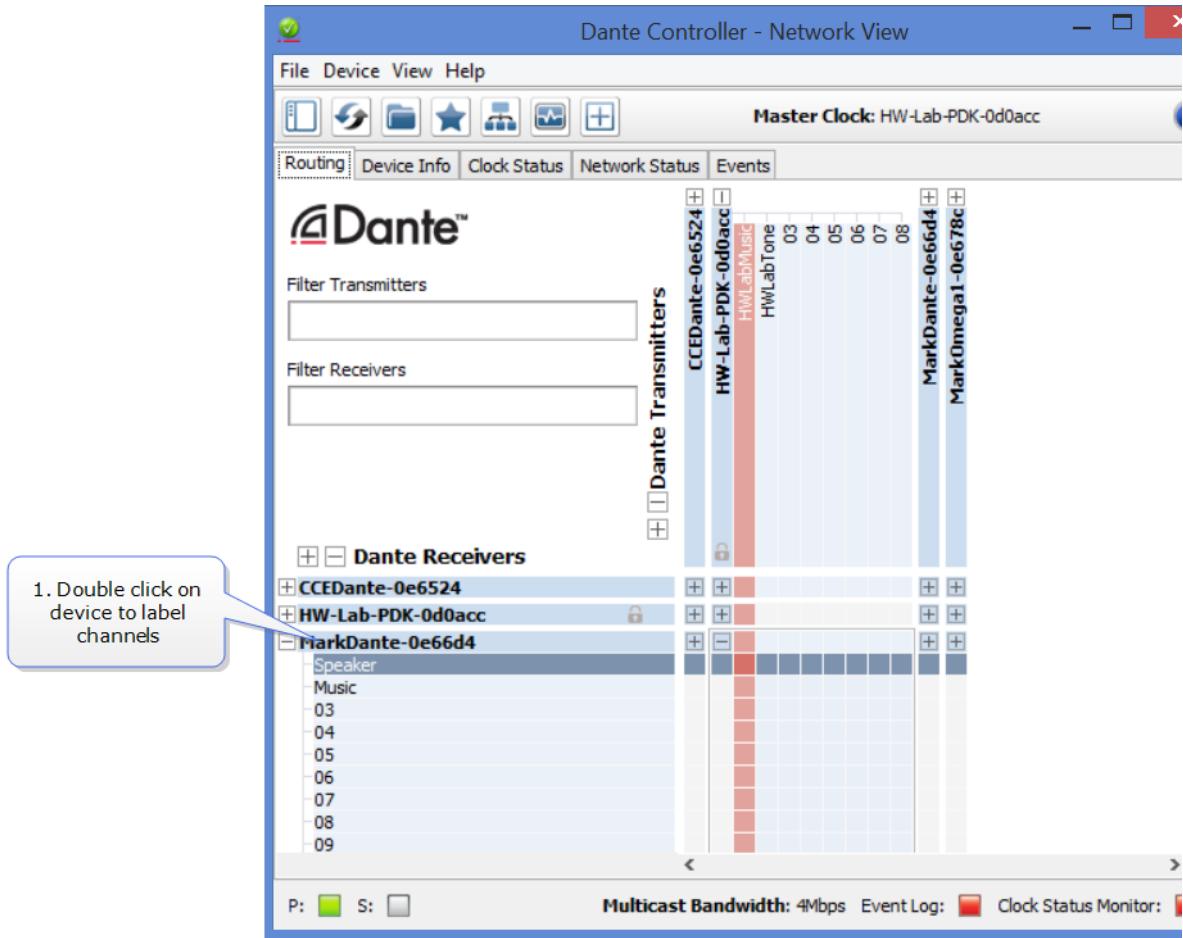 Dante Controller - Network View
File Device View Help
Master Clock: HW-Lab-PDK-0d0acc
Routing Device Info Clock Status Network Status Events
Dante™
Filter Transmitters
Filter Receivers
Dante Transmitters
CCEDante-0e6524
HW-Lab-PDK-0d0acc
HWLabMusic
HWLabTone
03
04
05
06
07
08
MarkDante-0e66d4
MarkOmega1-0e678c
Dante Receivers
1. Double click on
device to label
channels
CCEDante-0e6524
HW-Lab-PDK-0d0acc
MarkDante-0e66d4
Speaker
Music
03
04
05
06
07
08
09
P: S: Multicast Bandwidth: 4Mbps Event Log: Clock Status Monitor: